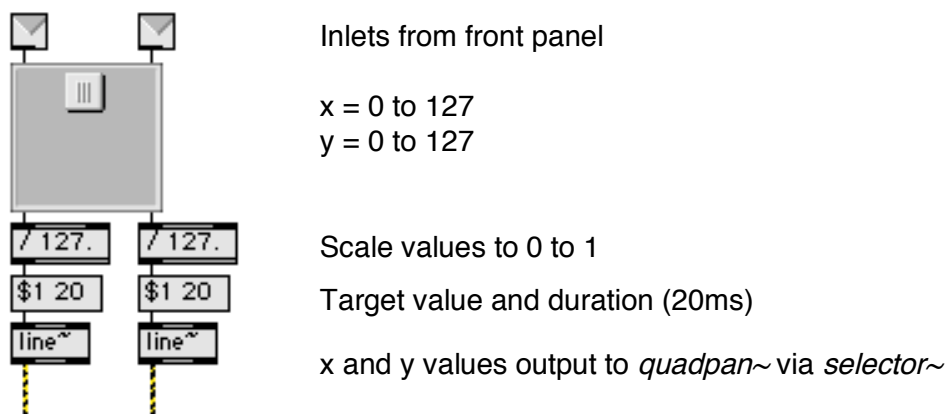 Inlets from front panel
x = 0 to 127
y = 0 to 127
/ 127. / 127. Scale values to 0 to 1
$1 20 $1 20 Target value and duration (20ms)
line~ line~ x and y values output to quadpan~ via selector~